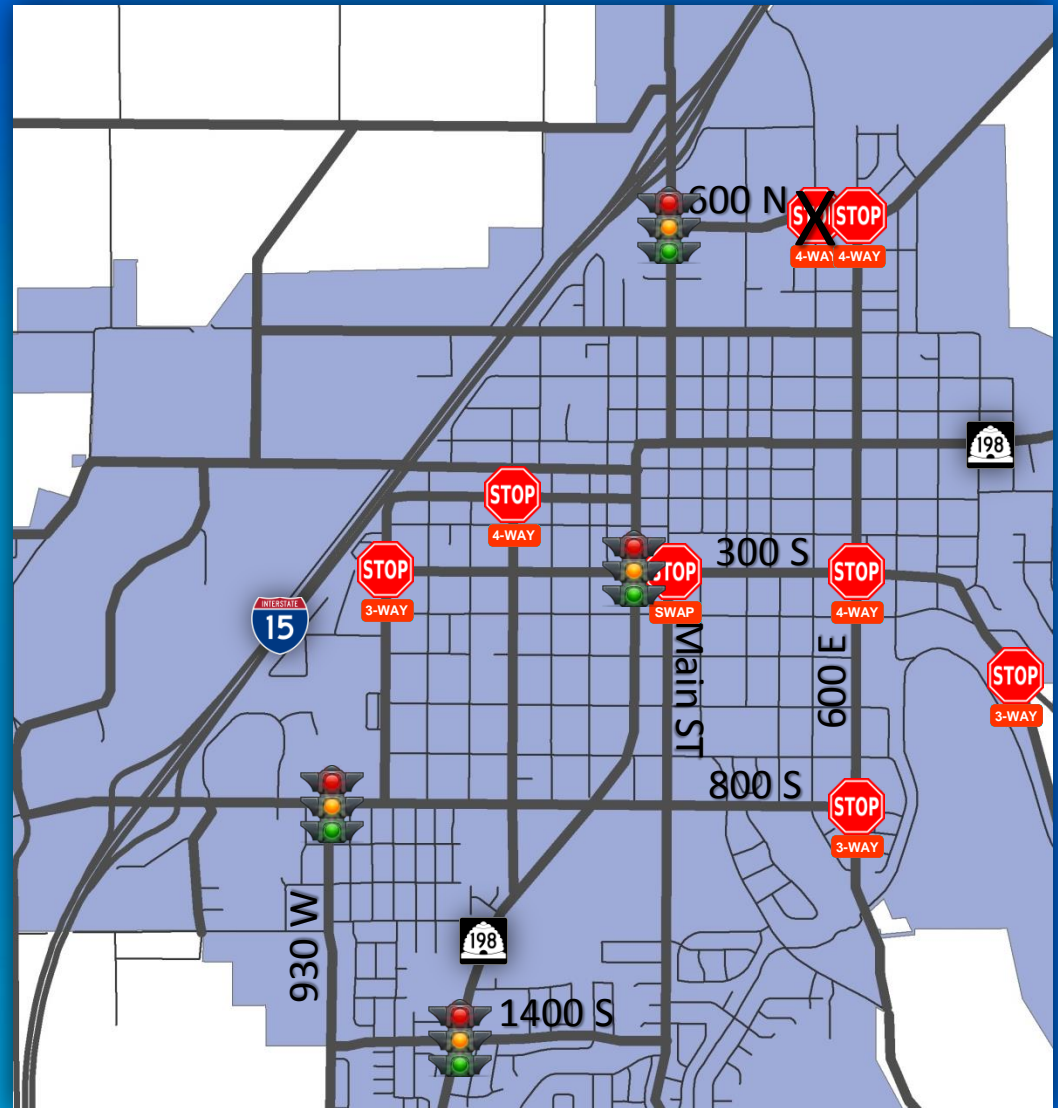 600 N
STOP
STOP
4-WAY
4-WAY
198
STOP
4-WAY
300 S
STOP
3-WAY
STOP
SWAP
STOP
4-WAY
INTERSTATE
15
Main ST
600 E
STOP
3-WAY
800 S
STOP
3-WAY
930 W
198
1400 S